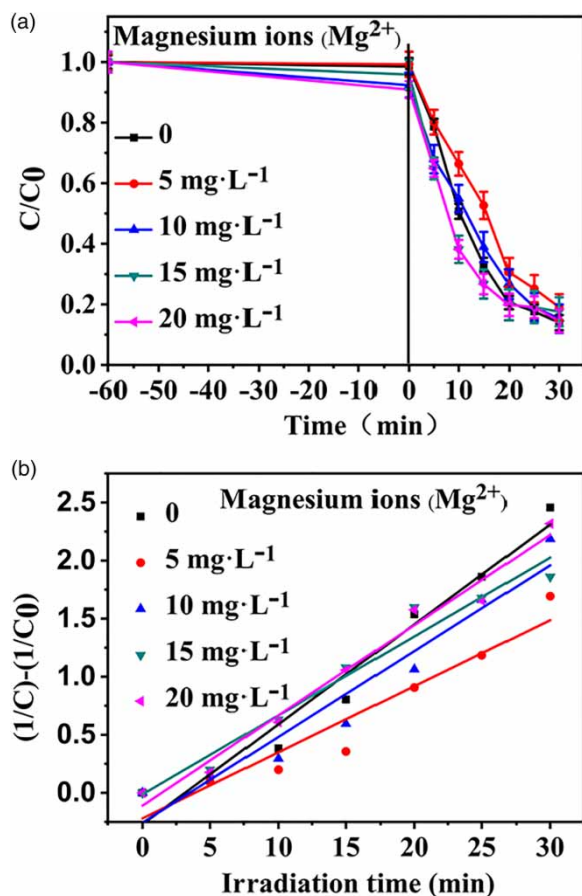 (a)
Magnesium ions (Mg²⁺)
0
5 mg·L⁻¹
10 mg·L⁻¹
15 mg·L⁻¹
20 mg·L⁻¹
C/C0
1.0
0.8
0.6
0.4
0.2
0.0
-60 -50 -40 -30 -20 -10 0 10 20 30
Time (min)
(b)
Magnesium ions (Mg²⁺)
0
5 mg·L⁻¹
10 mg·L⁻¹
15 mg·L⁻¹
20 mg·L⁻¹
(1/C)-(1/C0)
2.5
2.0
1.5
1.0
0.5
0.0
0 5 10 15 20 25 30
Irradiation time (min)